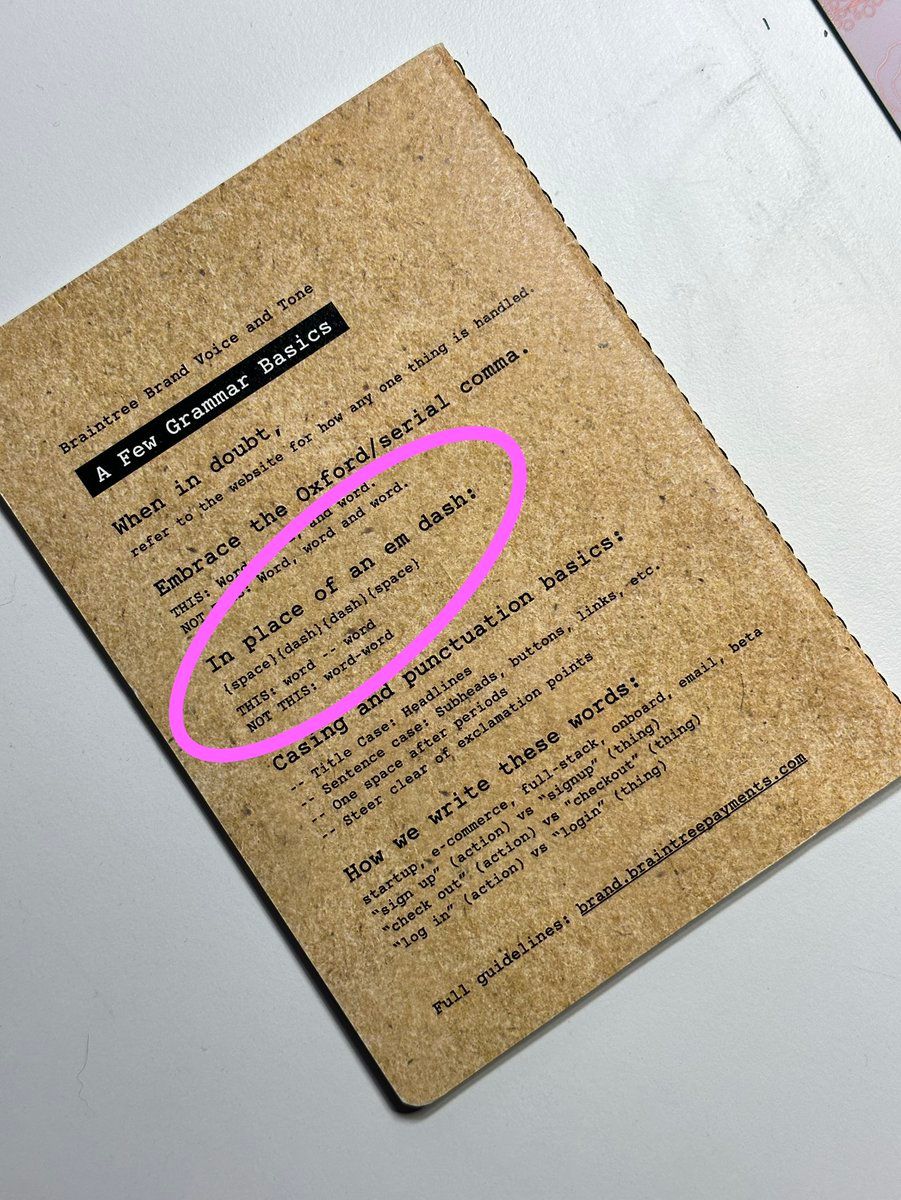 Braintree Brand Voice and Tone
A Few Grammar Basics
When in doubt,
refer to the website for how any one thing is handled.
Embrace the Oxford/serial comma.
THIS: Word, and word.
NOT THIS: Word, word and word.
In place of an em dash:
{space}{dash}{dash}{space}
THIS: word -- word
NOT THIS: word-word
Casing and punctuation basics:
-- Title Case: Headlines
-- Sentence case: Subheads, buttons, links, etc.
-- One space after periods
-- Steer clear of exclamation points
How we write these words:
startup, e-commerce, full-stack, onboard, email, beta
“sign up” (action) vs “signup” (thing)
“check out” (action) vs "checkout” (thing)
“log in” (action) vs “login” (thing)
Full guidelines: brand.braintreepayments.com